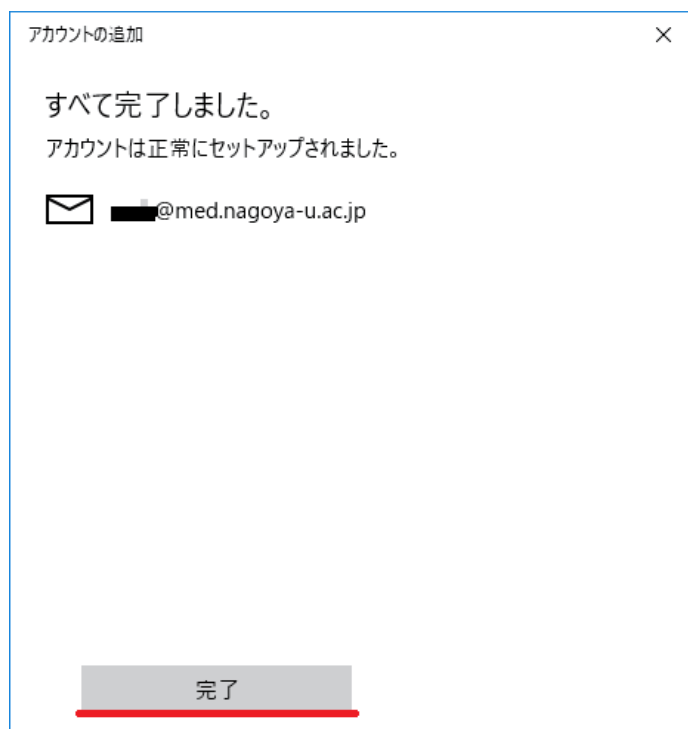 アカウントの追加
すべて完了しました。
アカウントは正常にセットアップされました。
@med.nagoya-u.ac.jp
完了